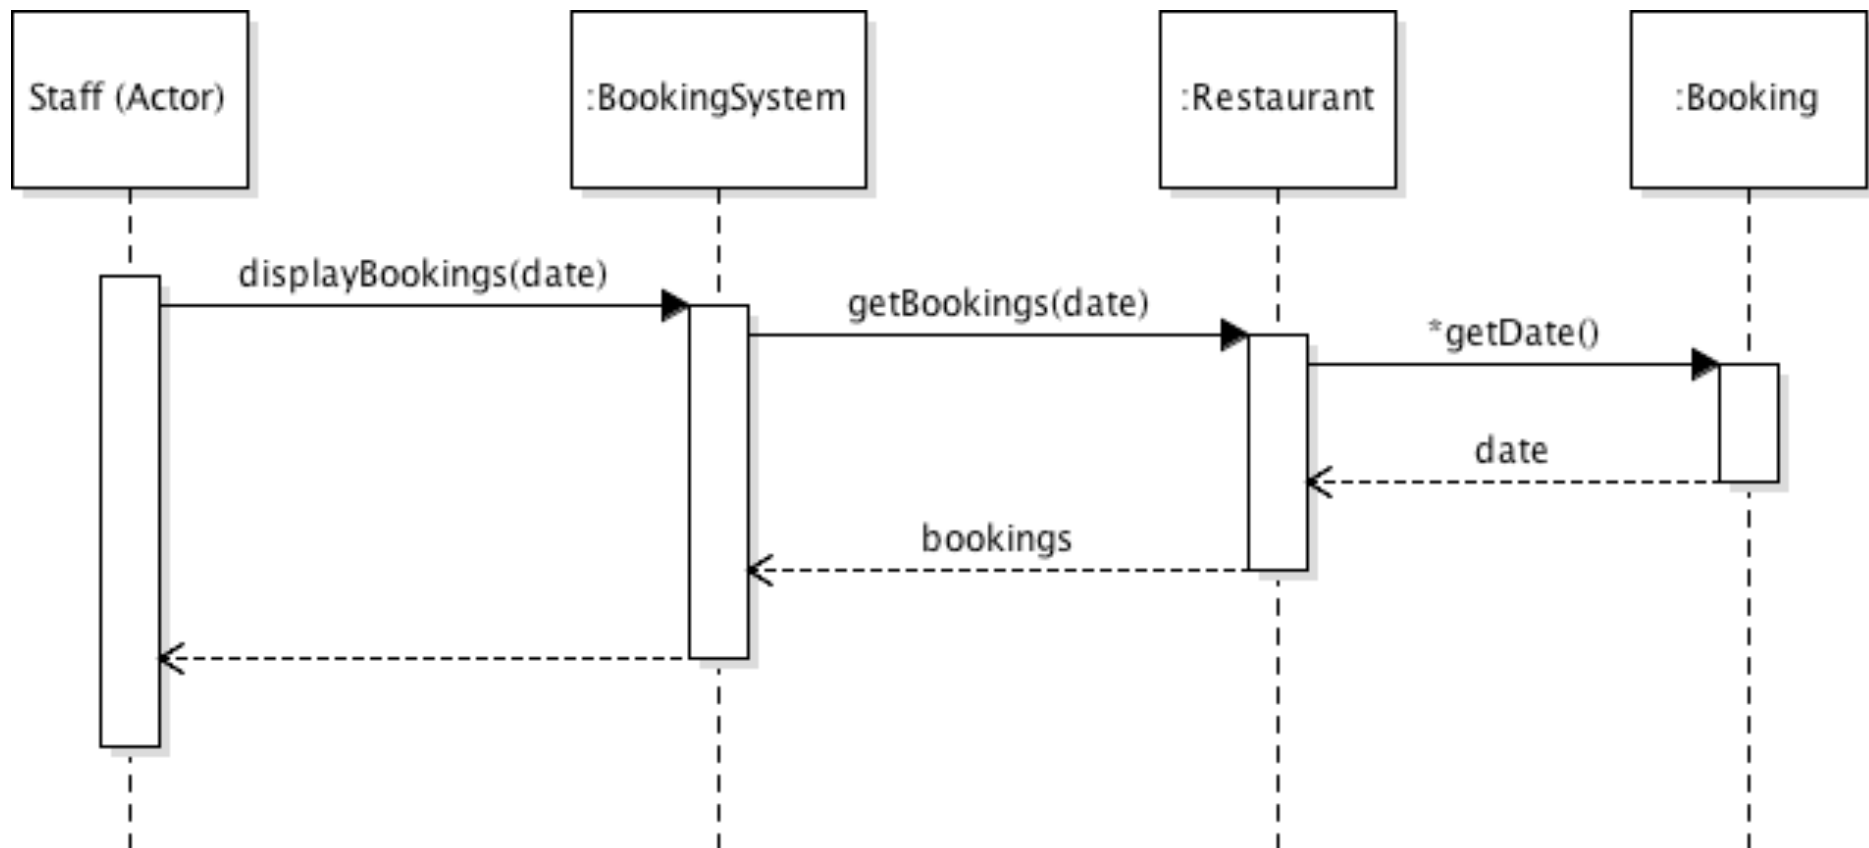 Staff (Actor)
:BookingSystem
:Restaurant
:Booking
displayBookings(date)
getBookings(date)
*getDate()
date
bookings